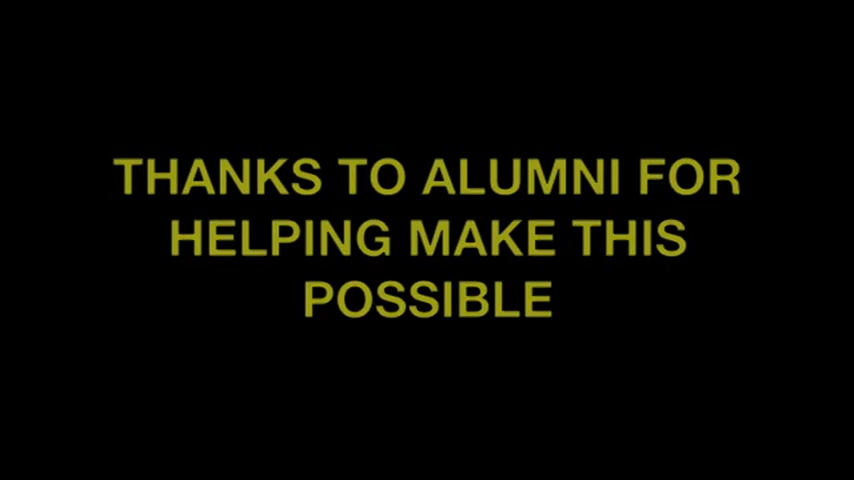 THANKS TO ALUMNI FOR
HELPING MAKE THIS
POSSIBLE